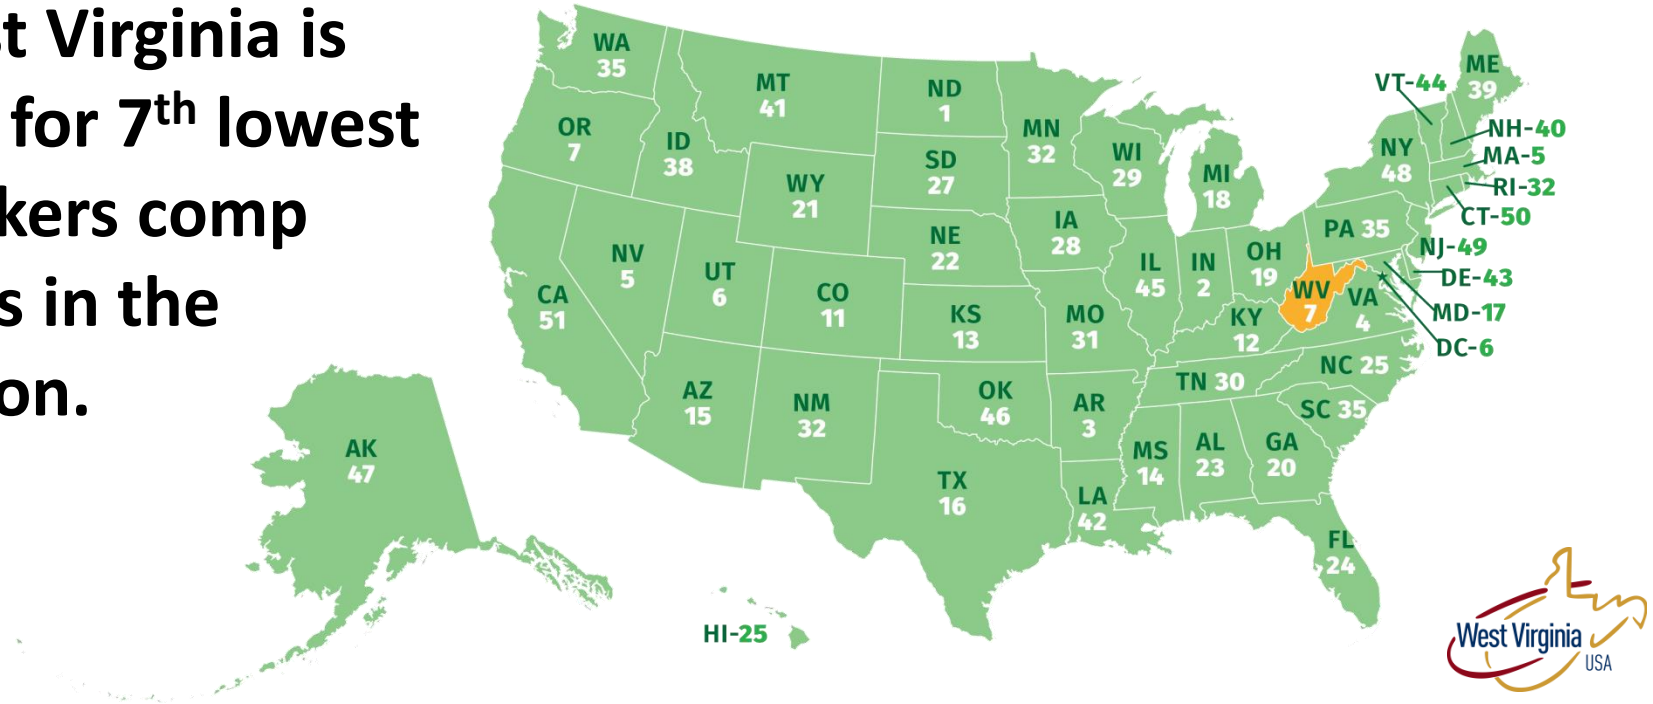 st Virginia is
for 7th lowest
kers comp
s in the
on.
WA
35
MT
41
ND
1
ME
39
VT-44
OR
7
ID
38
MN
32
NH-40
WI
29
NY
48
MA-5
SD
27
MI
18
RI-32
WY
21
CT-50
IA
28
PA 35
NE
22
NJ-49
NV
5
UT
6
IL
45
IN
2
OH
19
DE-43
CA
51
CO
11
WV
7
VA
4
MD-17
KS
13
MO
31
KY
12
DC-6
NC 25
AZ
15
NM
32
OK
46
AR
3
TN 30
SC 35
AK
47
MS
14
AL
23
GA
20
TX
16
LA
42
FL
24
HI-25
West Virginia
USA